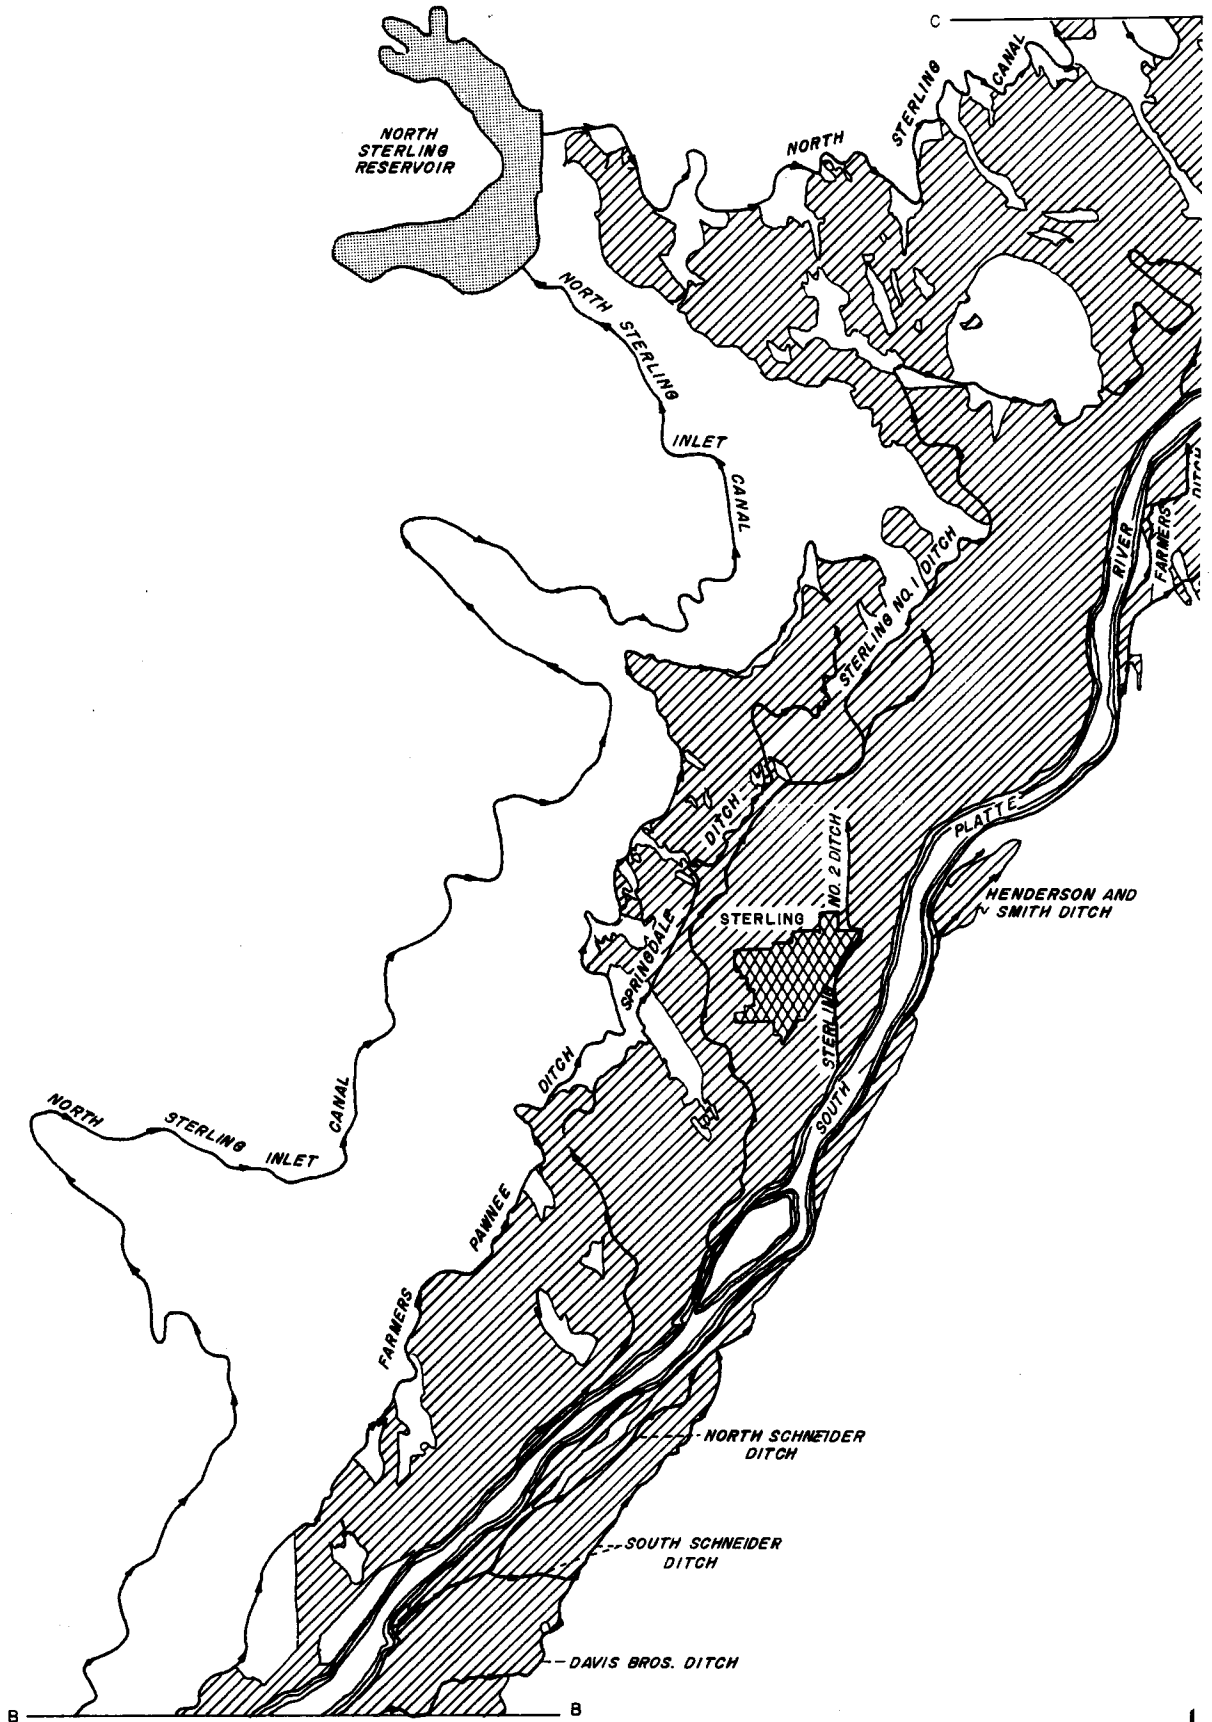 C
NORTH
STERLING
RESERVOIR
NORTH
STERLING
CANAL
NORTH STERLING
INLET
CANAL
DITCH
FARMERS
RIVER
STERLING NO. 1 DITCH
PLATTE
DITCH
NO. 2 DITCH
STERLING
HENDERSON AND
SMITH DITCH
SPRINGDALE
STERLING
DITCH
SOUTH
NORTH
STERLING
INLET
CANAL
PAWNEE
FARMERS
NORTH SCHNEIDER
DITCH
SOUTH SCHNEIDER
DITCH
DAVIS BROS. DITCH
B
B